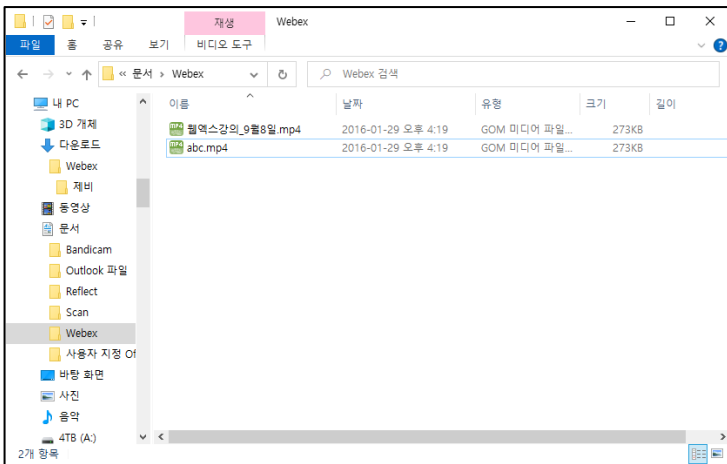 재생
Webex
파일
홈
공유
보기
비디오 도구
« 문서 > Webex
Webex 검색
내 PC
3D 개체
다운로드
Webex
제비
동영상
문서
Bandicam
Outlook 파일
Reflect
Scan
Webex
사용자 지정 Of
바탕 화면
사진
음악
4TB (A:)
이름 날짜 유형 크기 길이
웹엑스강의_9월8일.mp4 2016-01-29 오후 4:19 GOM 미디어 파일... 273KB
abc.mp4 2016-01-29 오후 4:19 GOM 미디어 파일... 273KB
2개 항목